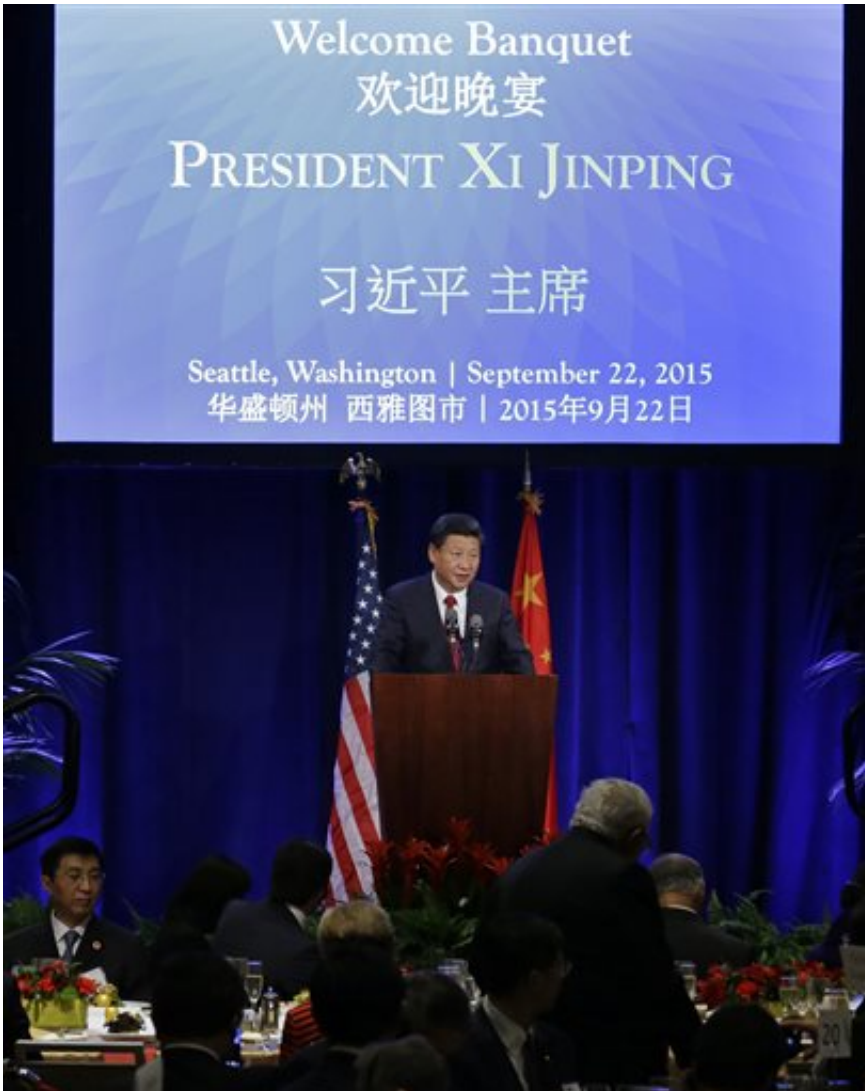 Welcome Banquet
欢迎晚宴
PRESIDENT XI JINPING
习近平 主席
Seattle, Washington | September 22, 2015
华盛顿州 西雅图市 | 2015年9月22日
20